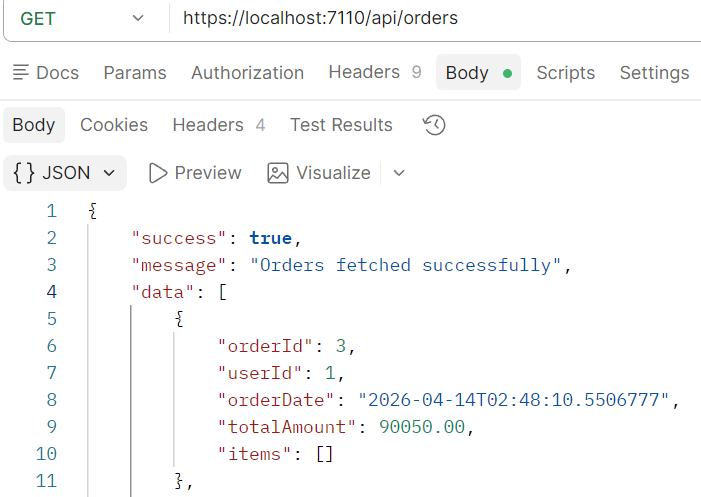 GET https://localhost:7110/api/orders
Docs Params Authorization Headers 9 Body Scripts Settings
Body Cookies Headers 4 Test Results
{} JSON Preview Visualize
1 {
2 "success": true,
3 "message": "Orders fetched successfully",
4 "data": [
5 {
6 "orderId": 3,
7 "userId": 1,
8 "orderDate": "2026-04-14T02:48:10.5506777",
9 "totalAmount": 90050.00,
10 "items": []
11 },